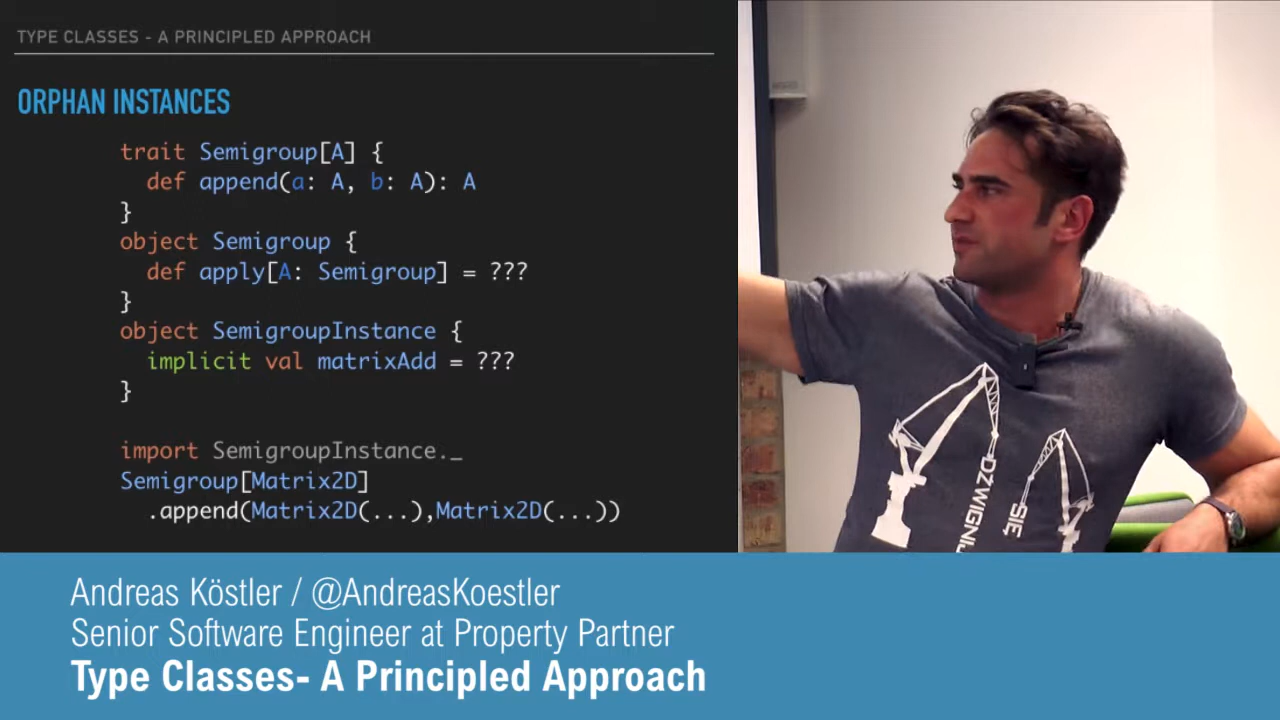 TYPE CLASSES - A PRINCIPLED APPROACH
ORPHAN INSTANCES
trait Semigroup[A] {
  def append(a: A, b: A): A
}
object Semigroup {
  def apply[A: Semigroup] = ???
}
object SemigroupInstance {
  implicit val matrixAdd = ???
}
import SemigroupInstance._
Semigroup[Matrix2D]
  .append(Matrix2D(...),Matrix2D(...))
DZWIGNIJ
SIĘ
Andreas Köstler / @AndreasKoestler
Senior Software Engineer at Property Partner
Type Classes- A Principled Approach